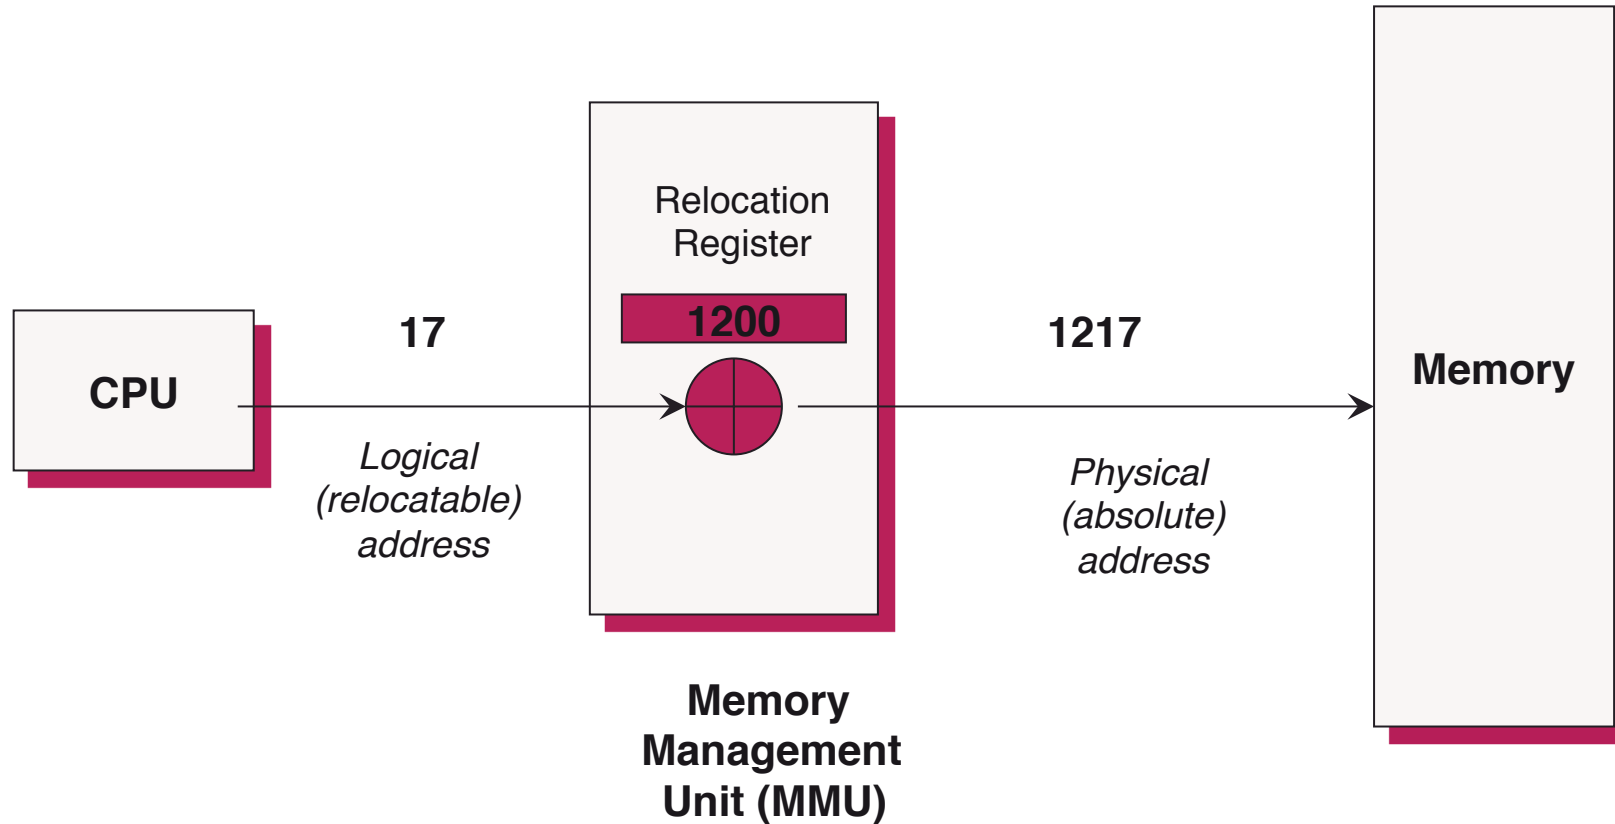 Relocation
Register
1200
17
1217
CPU
Memory
Logical
(relocatable)
address
Physical
(absolute)
address
Memory
Management
Unit (MMU)